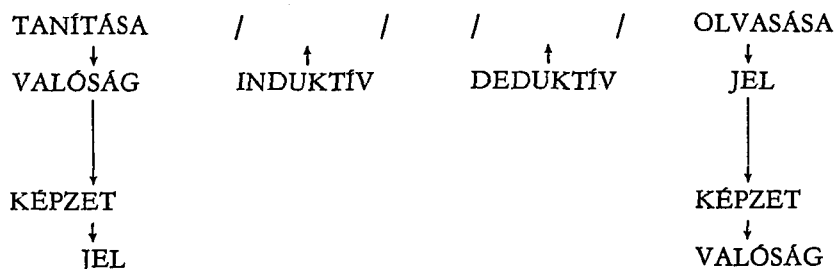 TANÍTÁSA / / / / OLVASÁSA
VALÓSÁG INDUKTÍV DEDUKTÍV JEL
KÉPZET KÉPZET
JEL VALÓSÁG